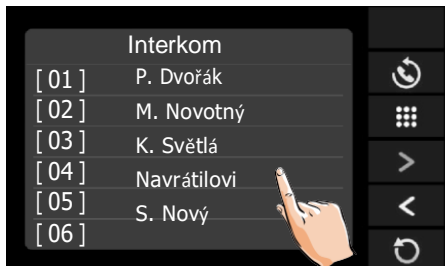 Interkom
[ 01 ] P. Dvořák
[ 02 ] M. Novotný
[ 03 ] K. Světlá
[ 04 ] Navrátilovi
[ 05 ] S. Nový
[ 06 ]